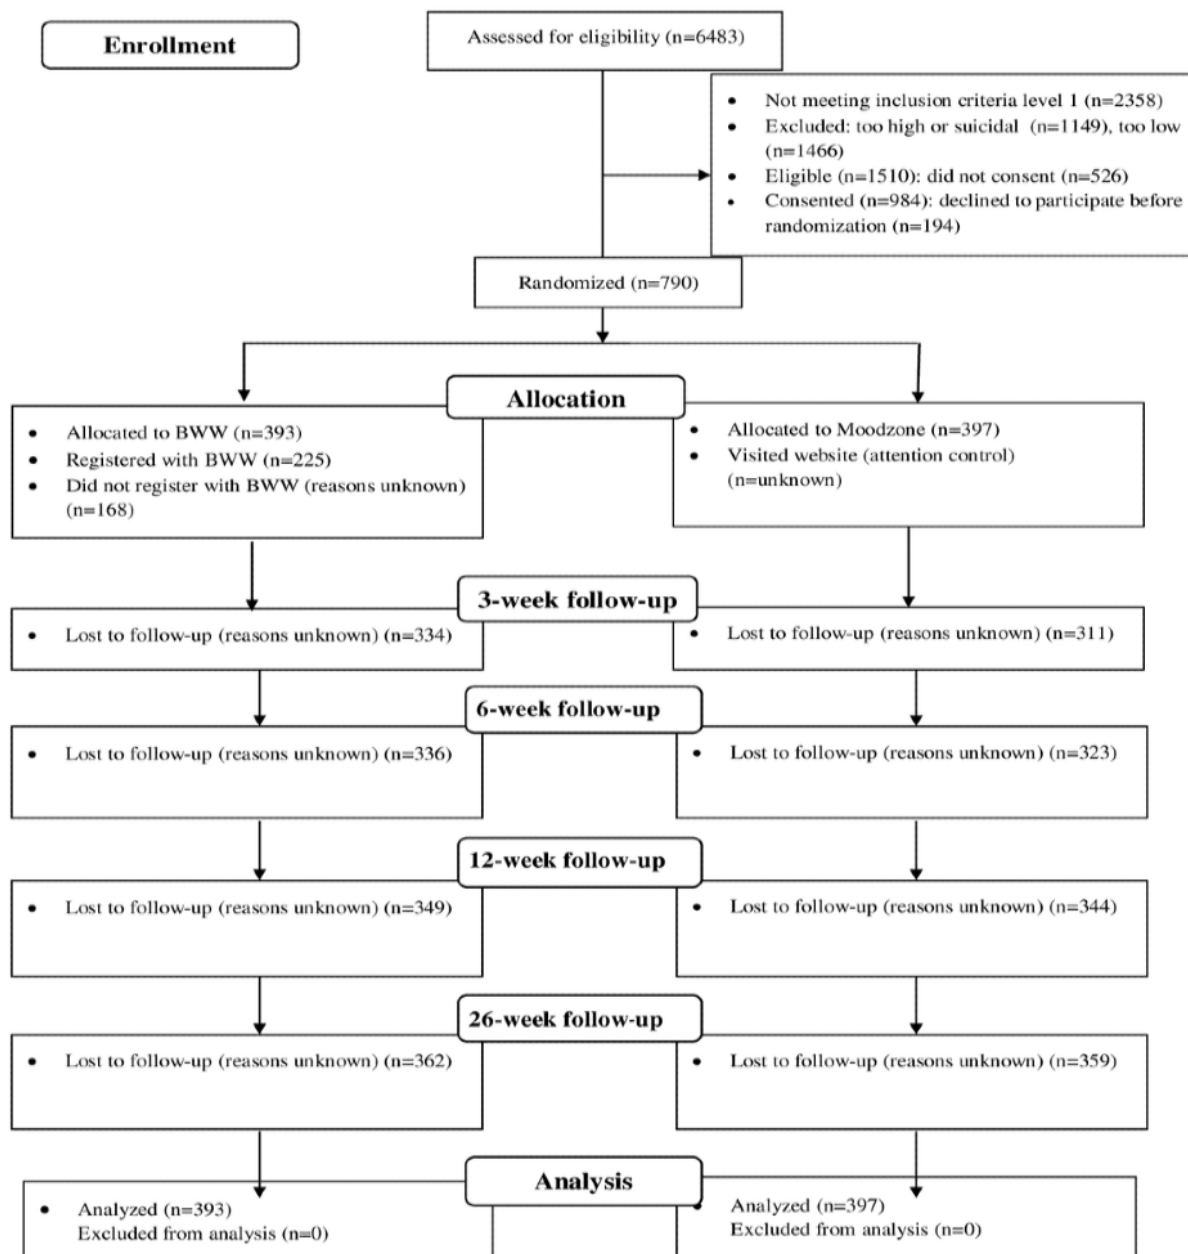 Enrollment
Assessed for eligibility (n=6483)
• Not meeting inclusion criteria level 1 (n=2358)
• Excluded: too high or suicidal (n=1149), too low
(n=1466)
• Eligible (n=1510): did not consent (n=526)
• Consented (n=984): declined to participate before
randomization (n=194)
Randomized (n=790)
Allocation
• Allocated to BWW (n=393)
• Registered with BWW (n=225)
• Did not register with BWW (reasons unknown)
(n=168)
• Allocated to Moodzone (n=397)
• Visited website (attention control)
(n=unknown)
3-week follow-up
• Lost to follow-up (reasons unknown) (n=334)
• Lost to follow-up (reasons unknown) (n=311)
6-week follow-up
• Lost to follow-up (reasons unknown) (n=336)
• Lost to follow-up (reasons unknown) (n=323)
12-week follow-up
• Lost to follow-up (reasons unknown) (n=349)
• Lost to follow-up (reasons unknown) (n=344)
26-week follow-up
• Lost to follow-up (reasons unknown) (n=362)
• Lost to follow-up (reasons unknown) (n=359)
Analysis
• Analyzed (n=393)
Excluded from analysis (n=0)
• Analyzed (n=397)
Excluded from analysis (n=0)